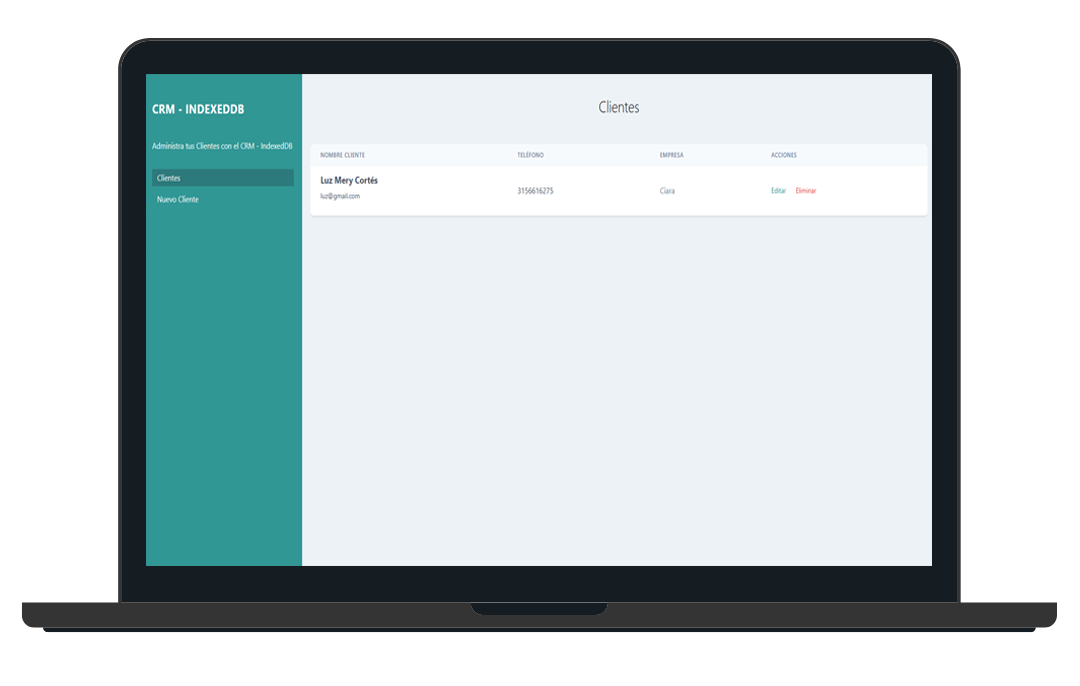 CRM - INDEXEDDB
Administra tus Clientes con el CRM - IndexedDB
Clientes
Nuevo Cliente
Clientes
NOMBRE CLIENTE TELÉFONO EMPRESA ACCIONES
Luz Mery Cortés
luz@gmail.com
3156616275 Ciara Editar Eliminar